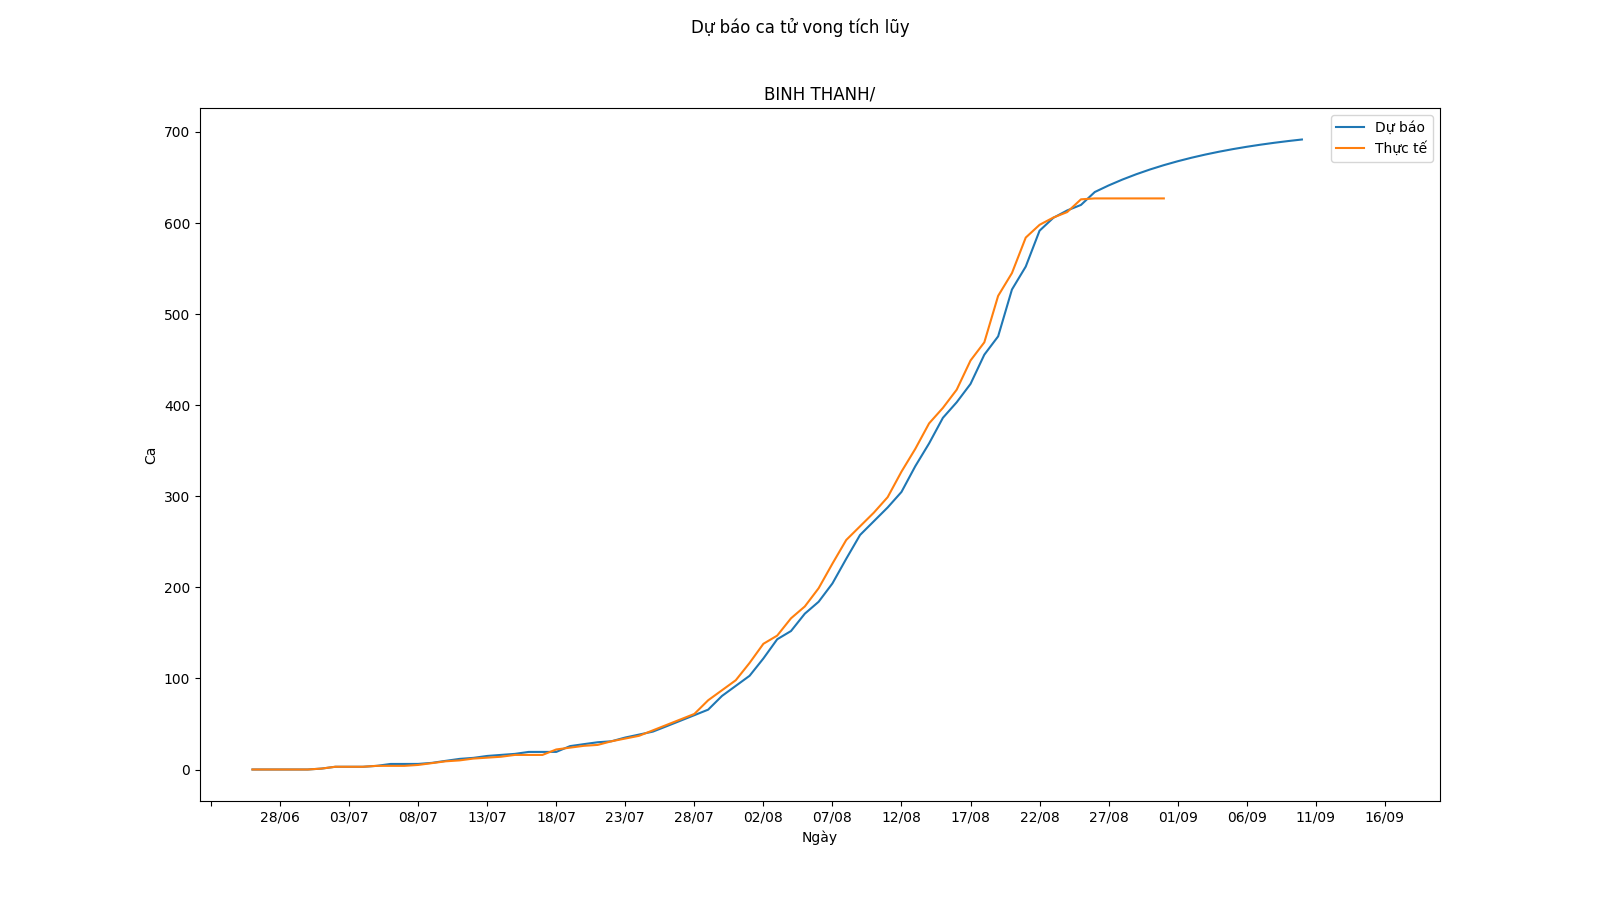 Dự báo ca tử vong tích lũy
BINH THANH/
Dự báo
Thực tế
700
600
500
400
300
200
100
0
Ca
28/06 03/07 08/07 13/07 18/07 23/07 28/07 02/08 07/08 12/08 17/08 22/08 27/08 01/09 06/09 11/09 16/09
Ngày